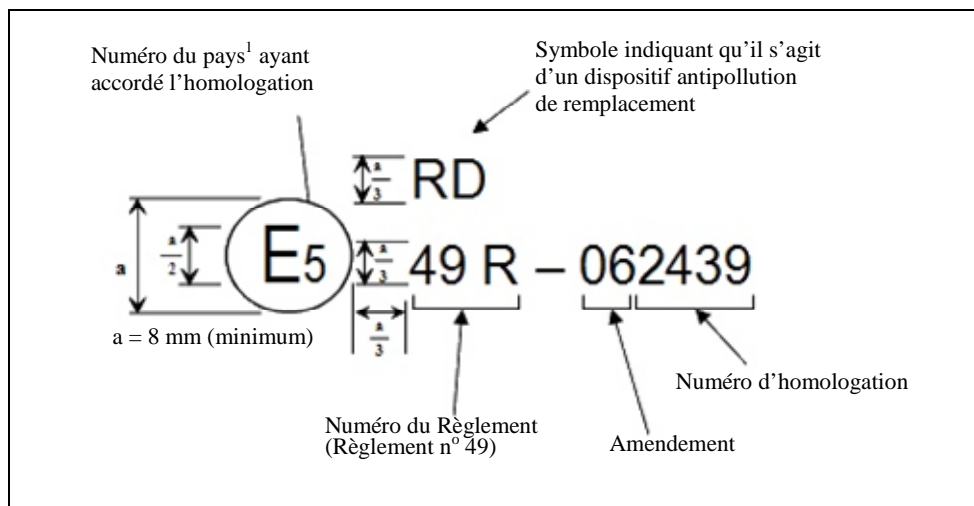 Numéro du pays1 ayant
accordé l’homologation
Symbole indiquant qu’il s’agit
d’un dispositif antipollution
de remplacement
a/3 RD
a a/2 E5 a/3 49 R – 062439
a = 8 mm (minimum)
a/3
Numéro d’homologation
Numéro du Règlement
(Règlement no 49)
Amendement